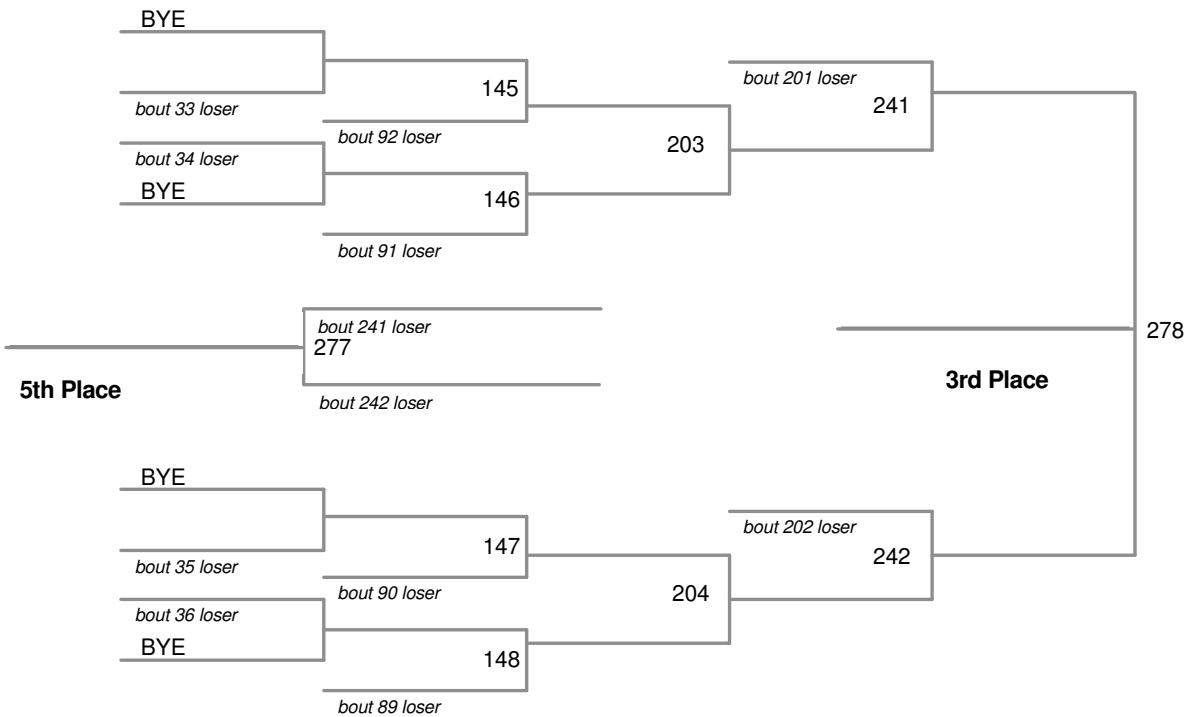 BYE
bout 201 loser
145
bout 33 loser
241
bout 92 loser
203
bout 34 loser
BYE
146
bout 91 loser
bout 241 loser
277
278
5th Place
3rd Place
bout 242 loser
BYE
bout 202 loser
147
242
bout 35 loser
bout 90 loser
204
bout 36 loser
BYE
148
bout 89 loser